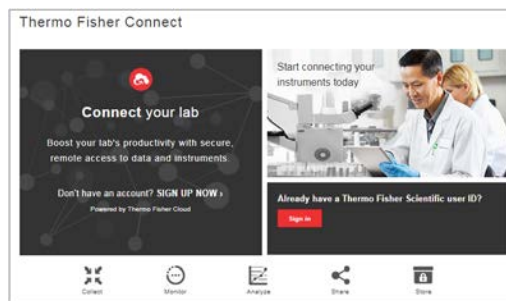 Thermo Fisher Connect
Connect your lab
Boost your lab's productivity with secure,
remote access to data and instruments.
Don't have an account? SIGN UP NOW ›
Powered by Thermo Fisher Cloud
Start connecting your
instruments today
Already have a Thermo Fisher Scientific user ID?
Sign in
Collect
Monitor
Analyze
Share
Store